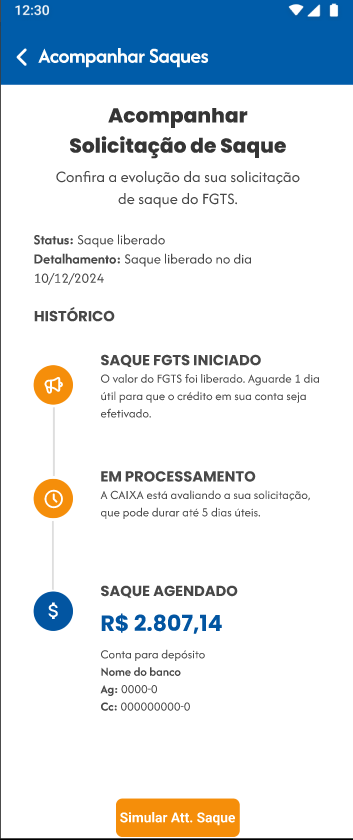 12:30
Acompanhar Saques
Acompanhar
Solicitação de Saque
Confira a evolução da sua solicitação
de saque do FGTS.
Status: Saque liberado
Detalhamento: Saque liberado no dia
10/12/2024
HISTÓRICO
SAQUE FGTS INICIADO
O valor do FGTS foi liberado. Aguarde 1 dia
útil para que o crédito em sua conta seja
efetivado.
EM PROCESSAMENTO
A CAIXA está avaliando a sua solicitação,
que pode durar até 5 dias úteis.
SAQUE AGENDADO
R$ 2.807,14
Conta para depósito
Nome do banco
Ag: 0000-0
Cc: 000000000-0
Simular Att. Saque